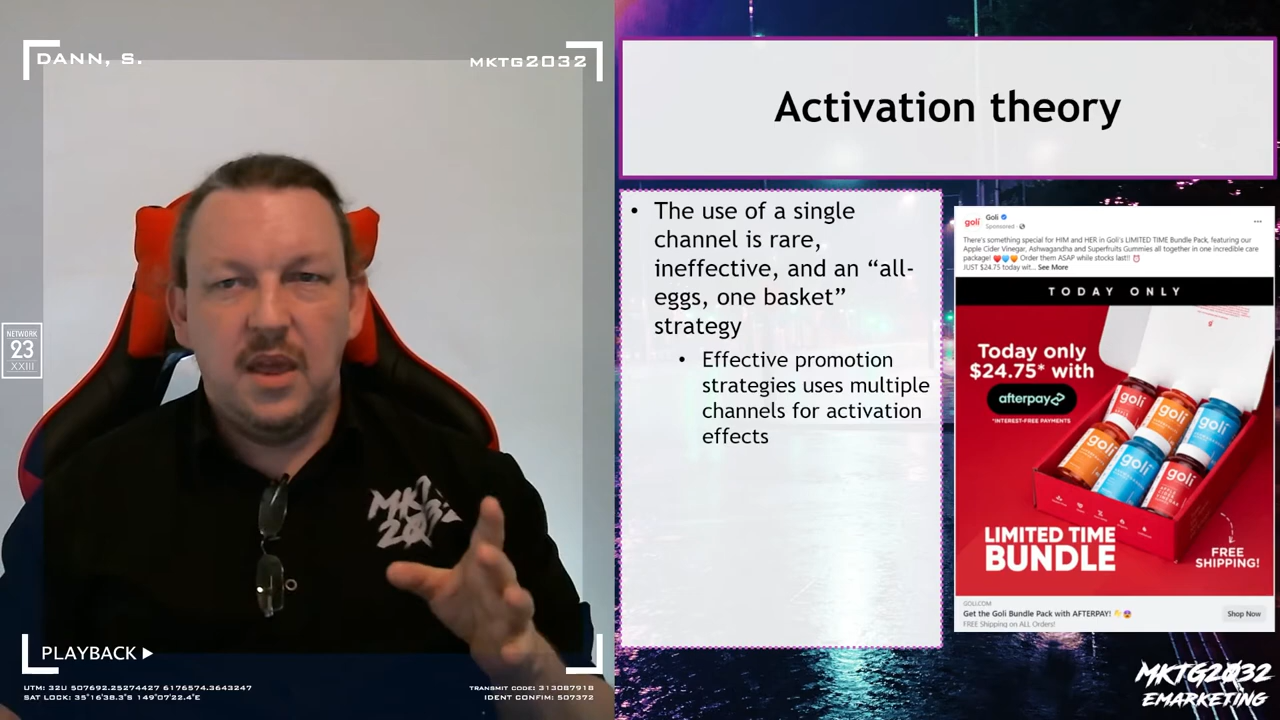 DANN, S.
MKTG2032
NETWORK
23
XXIII
PLAYBACK
UTM: 32U 507692.25274427 6176574.3643247
SAT LOCK: 35°16'38.3"S 149°07'22.4"E
TRANSMIT CODE: 31308791B
IDENT CONFIM: 507372
Activation theory
• The use of a single
channel is rare,
ineffective, and an “all-
eggs, one basket”
strategy
• Effective promotion
strategies uses multiple
channels for activation
effects
goli
Goli
Sponsored ·
There's something special for HIM and HER in Goli's LIMITED TIME Bundle Pack, featuring our
Apple Cider Vinegar, Ashwagandha and Superfruits Gummies all together in one incredible care
package! Order them ASAP while stocks last!!
JUST $24.75 today wit... See More
TODAY ONLY
Today only
$24.75* with
afterpay
*INTEREST-FREE PAYMENTS
goli
goli
goli
goli
goli
goli
LIMITED TIME
BUNDLE
FREE
SHIPPING!
GOLI.COM
Get the Goli Bundle Pack with AFTERPAY!
FREE Shipping on ALL Orders!
Shop Now
MKTG2032
EMARKETING